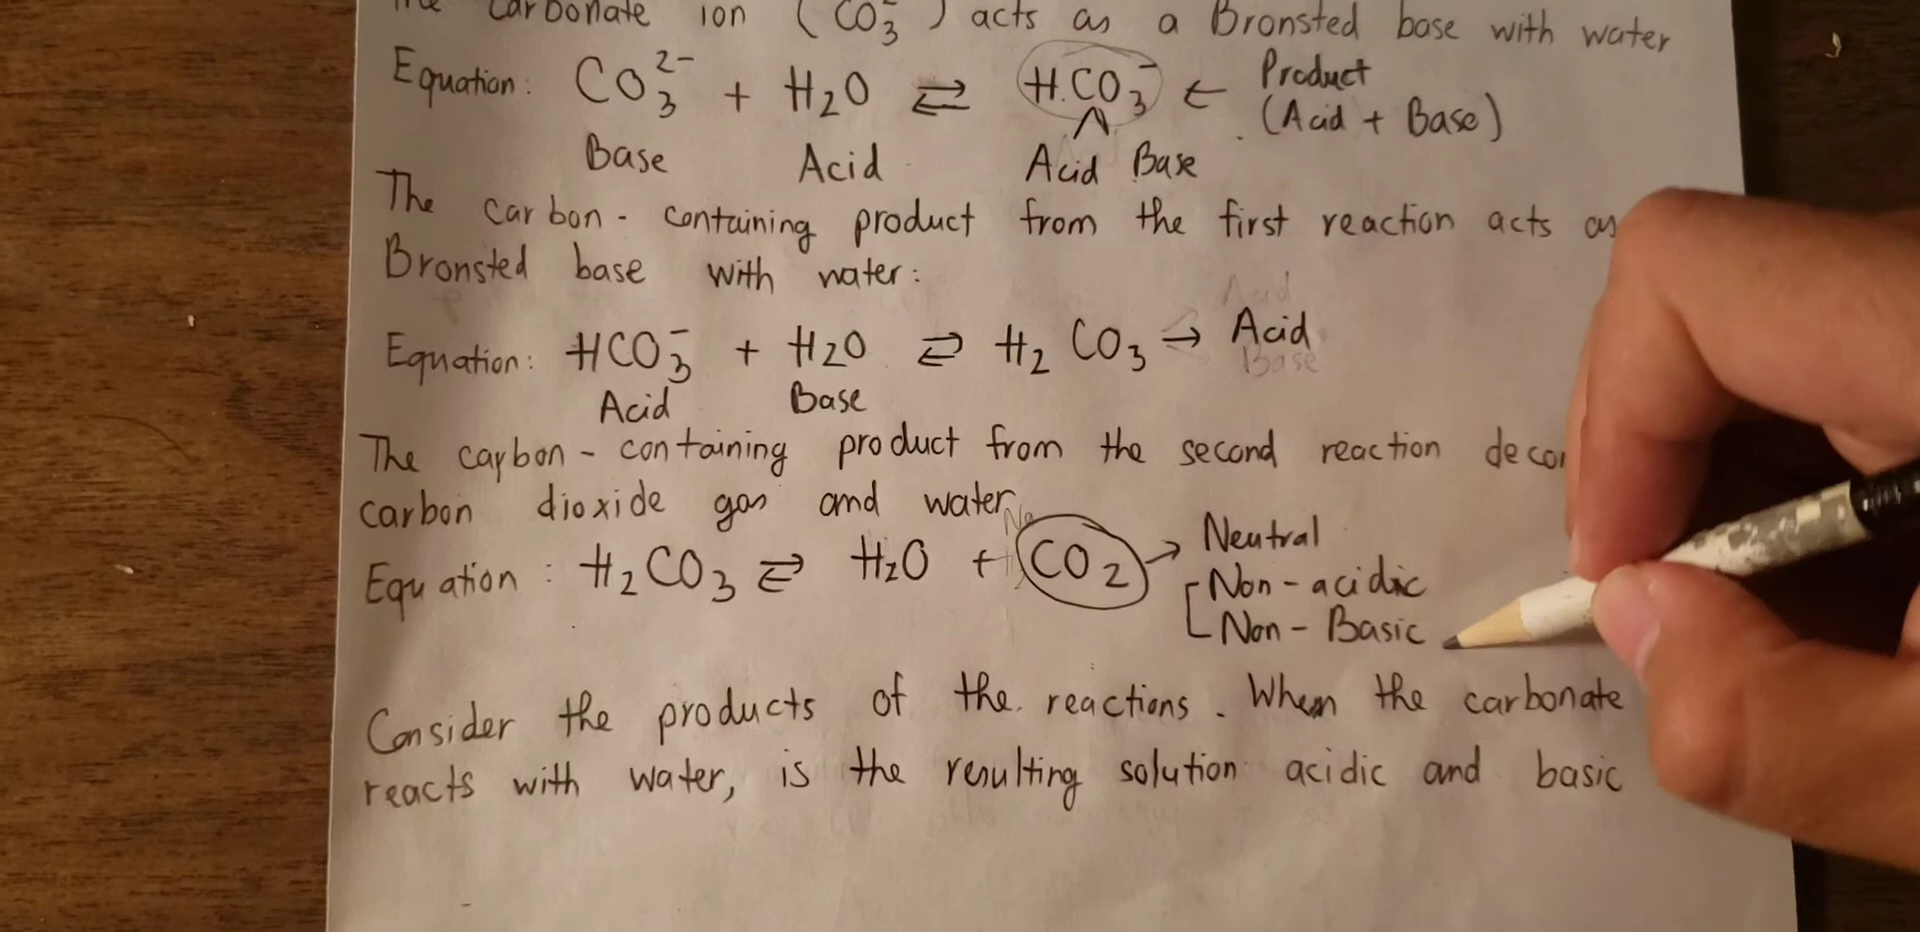 The carbonate ion (CO3-) acts as a Bronsted base with water
Equation: CO3 2- + H2O ⇌ H.CO3- ← Product
(Acid + Base)
Base Acid Acid Base
The carbon - containing product from the first reaction acts as
Bronsted base with water:
Acid
Equation: HCO3- + H2O ⇌ H2 CO3 → Acid
Base
Acid Base
The carbon - containing product from the second reaction
carbon dioxide gas and water
Neutral
Equation : H2CO3 ⇌ H2O + CO2 → Non - acidic
Non - Basic
Consider the products of the reactions. When the carbonate
reacts with water, is the resulting solution acidic and basic